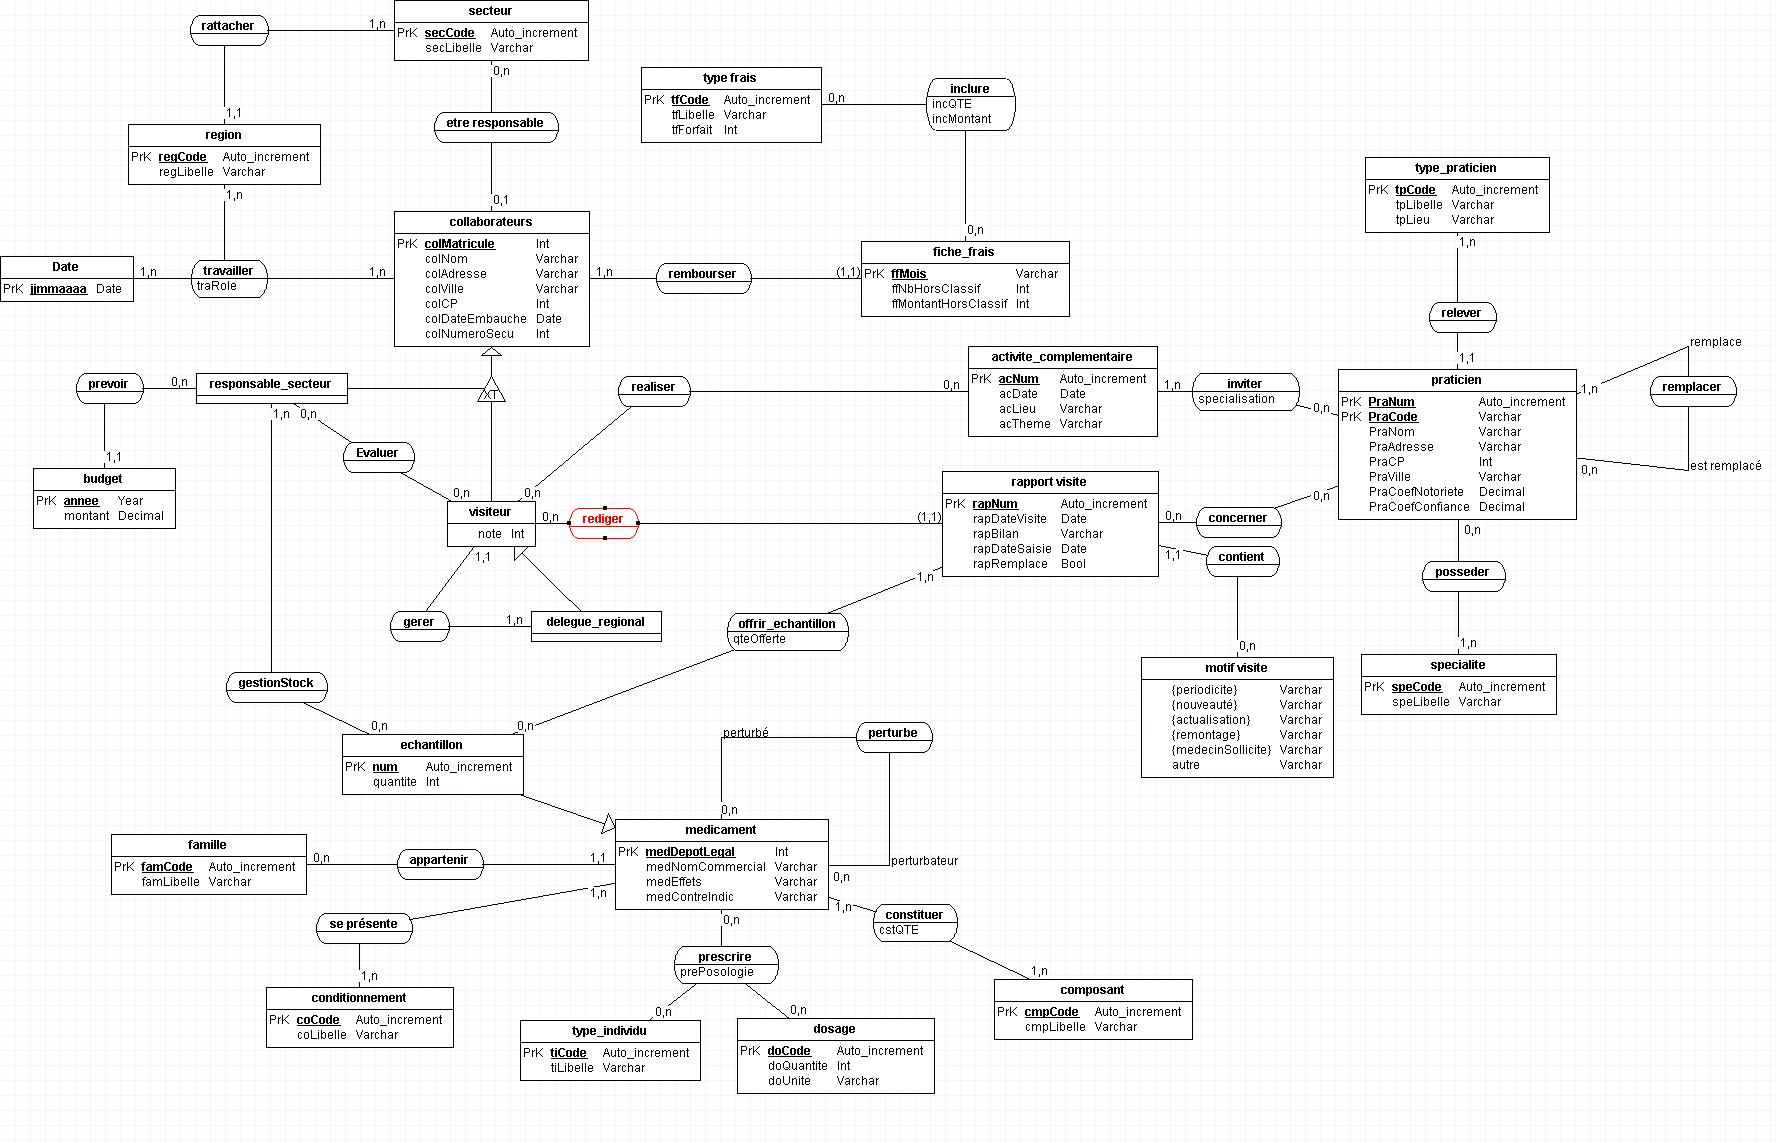 secteur
PrK secCode Auto_increment
secLibelle Varchar
rattacher
1,n
1,1
0,n
region
PrK regCode Auto_increment
regLibelle Varchar
1,n
etre responsable
0,1
type frais
PrK tfCode Auto_increment
tfLibelle Varchar
tfForfait Int
0,n
inclure
incQTE
incMontant
0,n
collaborateurs
PrK colMatricule Int
colNom Varchar
colAdresse Varchar
colVille Varchar
colCP Int
colDateEmbauche Date
colNumeroSecu Int
Date
PrK jjmmaaaa Date
1,n
travailler
traRole
1,n
1,n
rembourser
(1,1)
fiche_frais
PrK ffMois Varchar
ffNbHorsClassif Int
ffMontantHorsClassif Int
type_praticien
PrK tpCode Auto_increment
tpLibelle Varchar
tpLieu Varchar
1,n
relever
1,1
prevoir
0,n
responsable_secteur
1,n
0,n
XT
1,1
budget
PrK annee Year
montant Decimal
Evaluer
0,n
realiser
0,n
0,n
activite_complementaire
PrK acNum Auto_increment
acDate Date
acLieu Varchar
acTheme Varchar
1,n
inviter
specialisation
0,n
praticien
PrK PraNum Auto_increment
PrK PraCode Varchar
PraNom Varchar
PraAdresse Varchar
PraCP Int
PraVille Varchar
PraCoefNotoriete Decimal
PraCoefConfiance Decimal
remplace
1,n
remplacer
est remplacé
0,n
visiteur
note Int
0,n
rediger
(1,1)
1,1
rapport visite
PrK rapNum Auto_increment
rapDateVisite Date
rapBilan Varchar
rapDateSaisie Date
rapRemplace Bool
0,n
concerner
0,n
1,1
contient
0,n
0,n
posseder
1,n
gerer
1,n
delegue_regional
1,n
offrir_echantillon
qteOfferte
0,n
motif visite
{periodicite} Varchar
{nouveauté} Varchar
{actualisation} Varchar
{remontage} Varchar
{medecinSollicite} Varchar
autre Varchar
specialite
PrK speCode Auto_increment
speLibelle Varchar
gestionStock
0,n
echantillon
PrK num Auto_increment
quantite Int
perturbé
perturbe
0,n
medicament
PrK medDepotLegal Int
medNomCommercial Varchar
medEffets Varchar
medContreIndic Varchar
perturbateur
0,n
famille
PrK famCode Auto_increment
famLibelle Varchar
0,n
appartenir
1,1
1,n
se présente
1,n
conditionnement
PrK coCode Auto_increment
coLibelle Varchar
0,n
prescrire
prePosologie
0,n
0,n
1,n
constituer
cstQTE
1,n
composant
PrK cmpCode Auto_increment
cmpLibelle Varchar
type_individu
PrK tiCode Auto_increment
tiLibelle Varchar
dosage
PrK doCode Auto_increment
doQuantite Int
doUnite Varchar